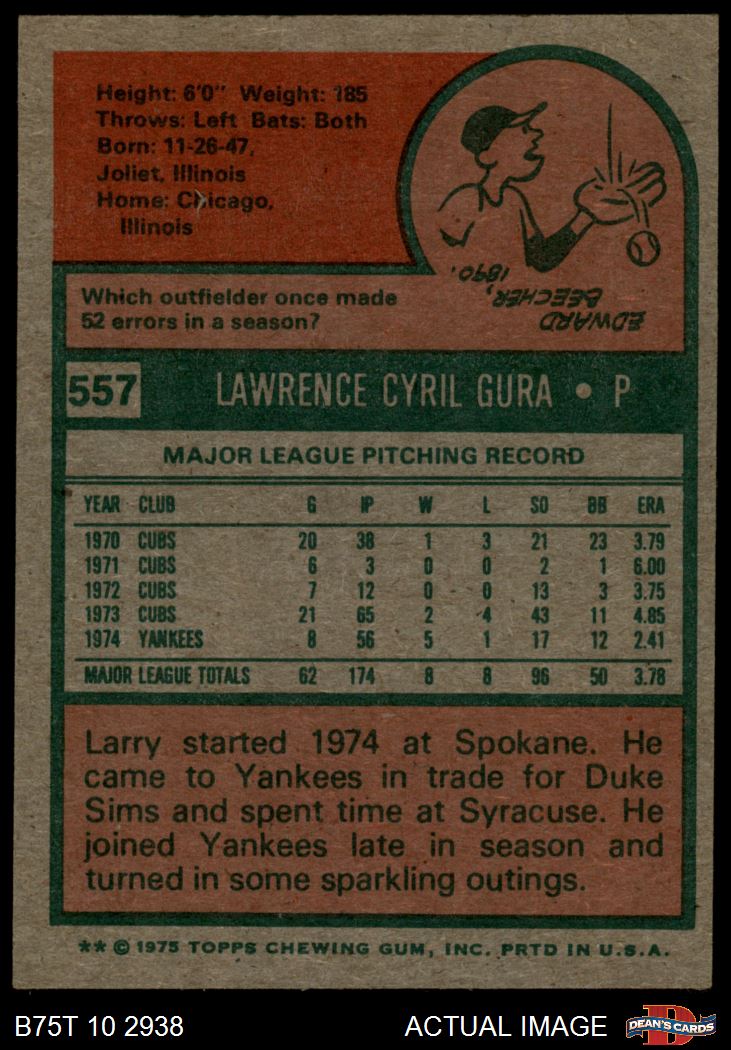 Height: 6'0" Weight: 185
Throws: Left Bats: Both
Born: 11-26-47,
Joliet, Illinois
Home: Chicago,
Illinois
Which outfielder once made
52 errors in a season?
EDWARD
BEECHER,
1890.
557 LAWRENCE CYRIL GURA • P
MAJOR LEAGUE PITCHING RECORD
YEAR CLUB G IP W L SO BB ERA
1970 CUBS 20 38 1 3 21 23 3.79
1971 CUBS 6 3 0 0 2 1 6.00
1972 CUBS 7 12 0 0 13 3 3.75
1973 CUBS 21 65 2 4 43 11 4.85
1974 YANKEES 8 56 5 1 17 12 2.41
MAJOR LEAGUE TOTALS 62 174 8 8 96 50 3.78
Larry started 1974 at Spokane. He
came to Yankees in trade for Duke
Sims and spent time at Syracuse. He
joined Yankees late in season and
turned in some sparkling outings.
** © 1975 TOPPS CHEWING GUM, INC. PRTD IN U.S.A.
B75T 10 2938 ACTUAL IMAGE D DEAN'S CARDS